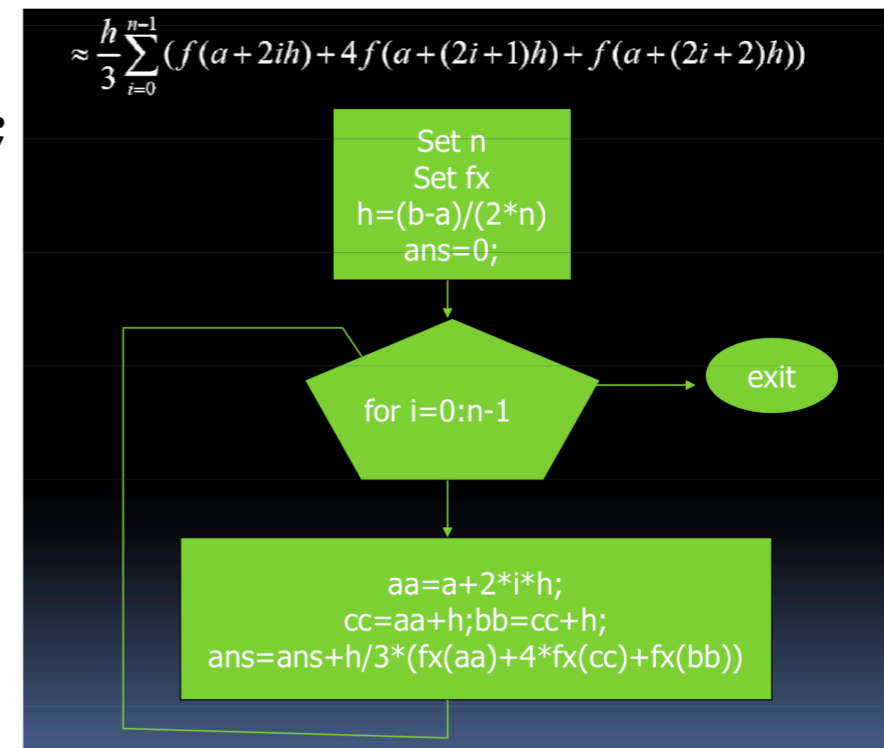 ≈ h/3 ∑_{i=0}^{n-1} (f(a+2ih)+4f(a+(2i+1)h)+f(a+(2i+2)h))
;
Set n
Set fx
h=(b-a)/(2*n)
ans=0;
for i=0:n-1
exit
aa=a+2*i*h;
cc=aa+h;bb=cc+h;
ans=ans+h/3*(fx(aa)+4*fx(cc)+fx(bb))